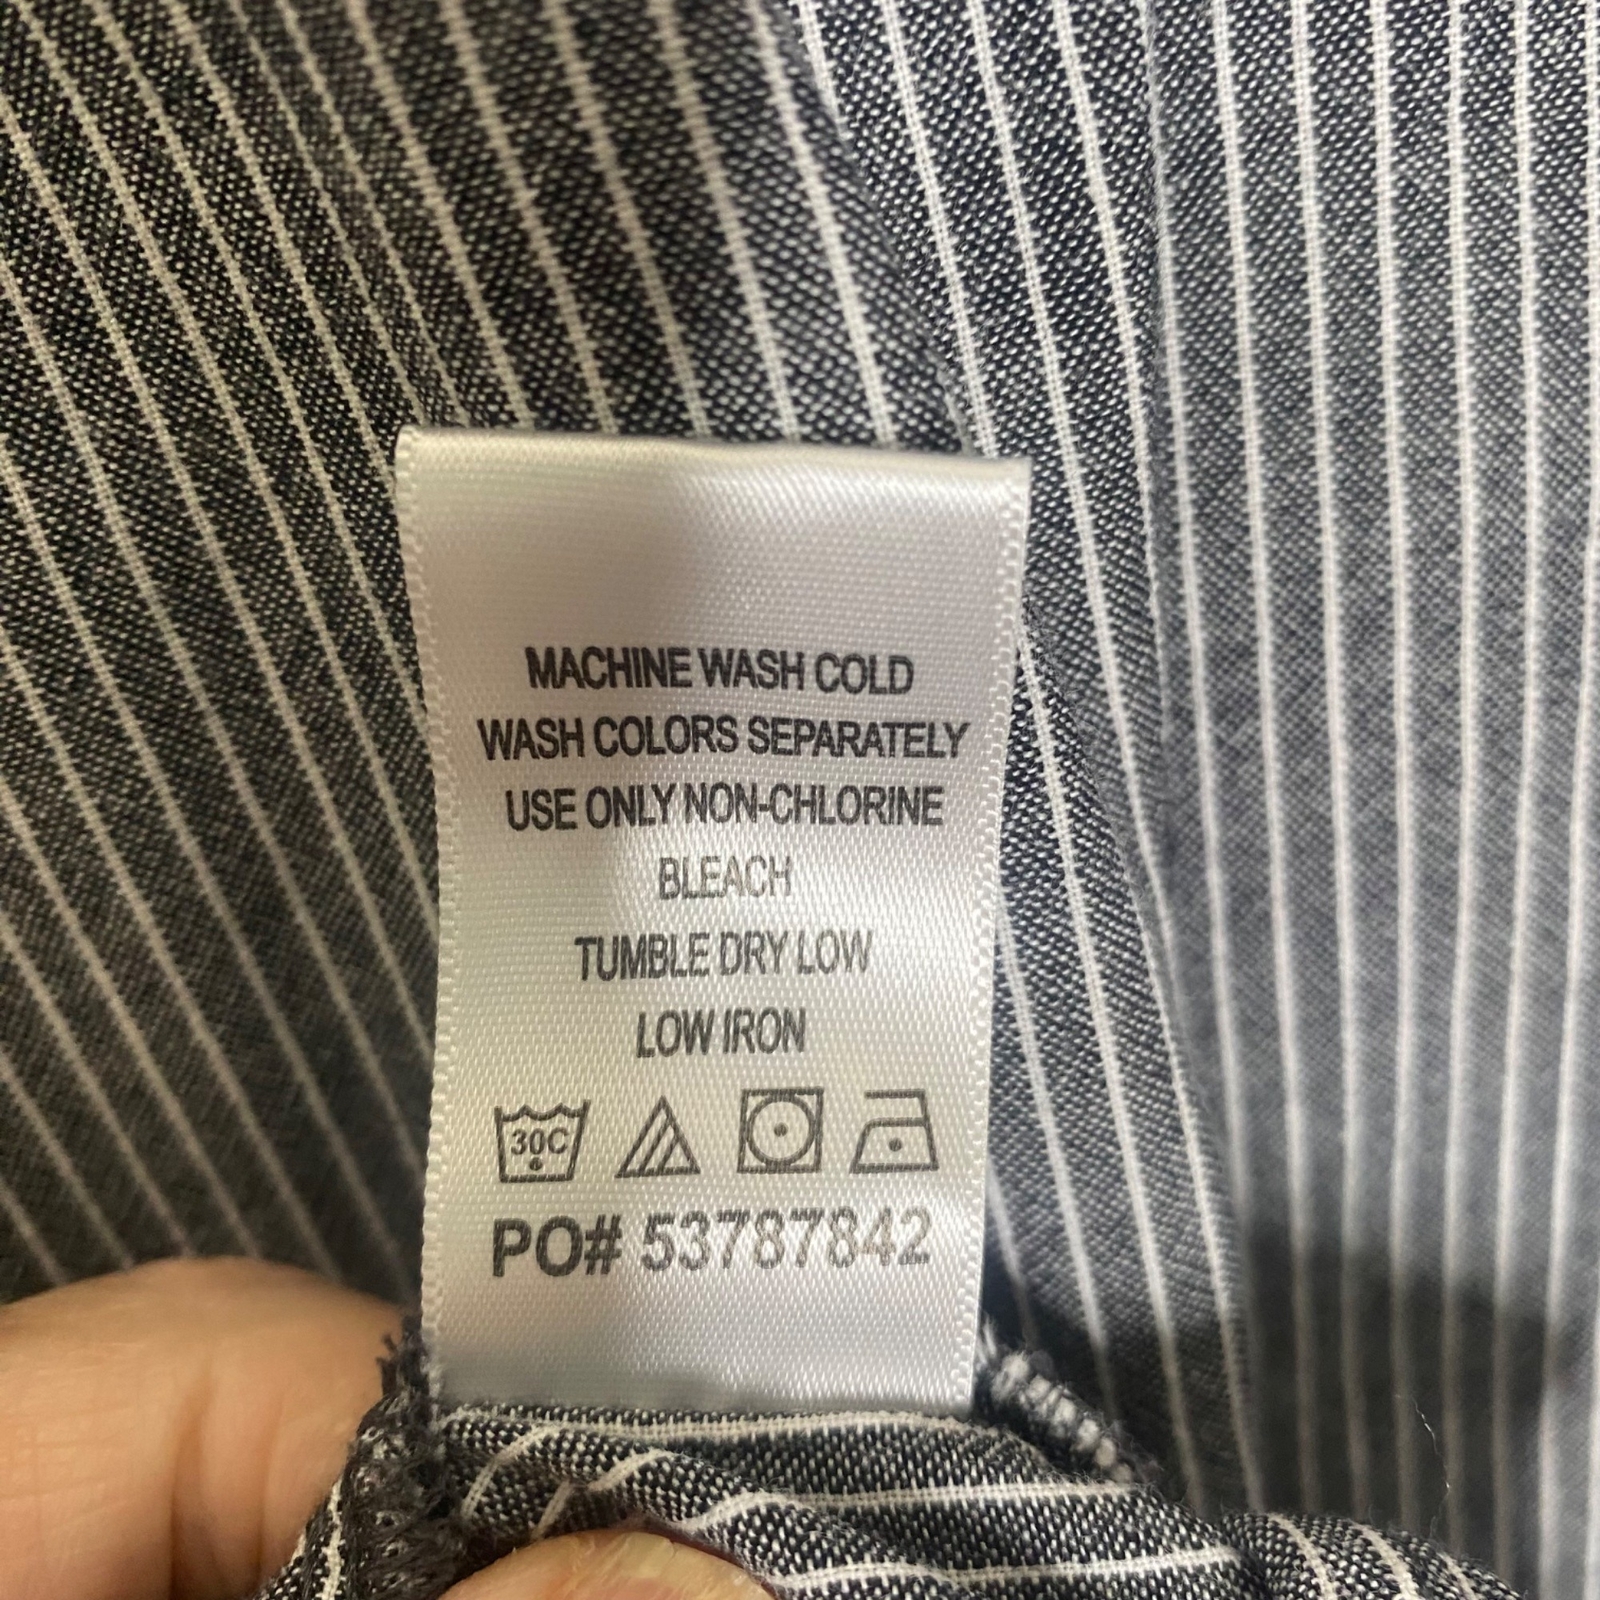 MACHINE WASH COLD
WASH COLORS SEPARATELY
USE ONLY NON-CHLORINE
BLEACH
TUMBLE DRY LOW
LOW IRON
30C
PO# 53787842